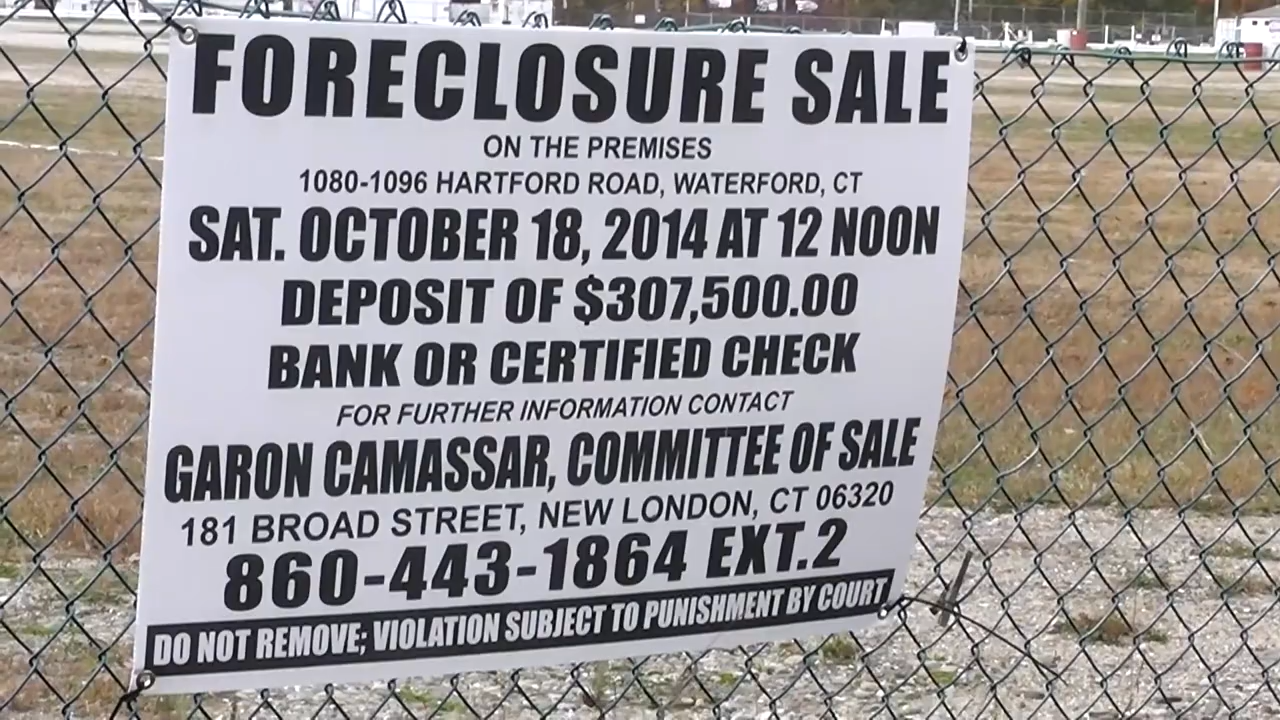 FORECLOSURE SALE
ON THE PREMISES
1080-1096 HARTFORD ROAD, WATERFORD, CT
SAT. OCTOBER 18, 2014 AT 12 NOON
DEPOSIT OF $307,500.00
BANK OR CERTIFIED CHECK
FOR FURTHER INFORMATION CONTACT
GARON CAMASSAR, COMMITTEE OF SALE
181 BROAD STREET, NEW LONDON, CT 06320
860-443-1864 EXT.2
DO NOT REMOVE; VIOLATION SUBJECT TO PUNISHMENT BY COURT